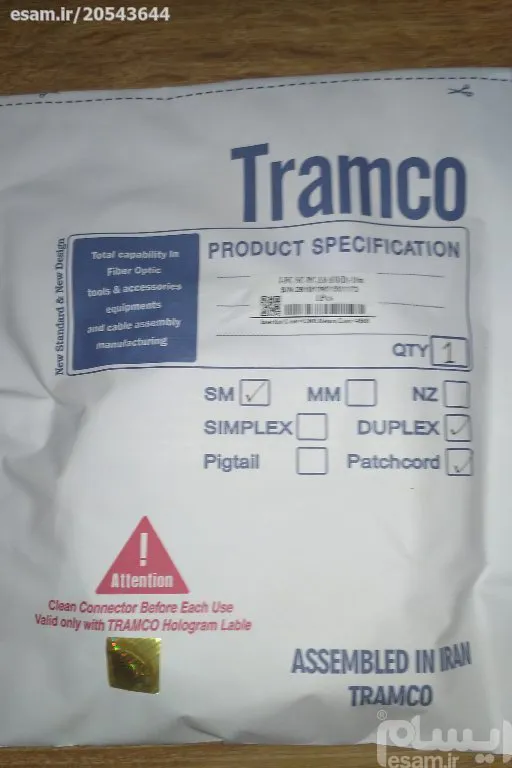 esam.ir/20543644
Tramco
New Standard & New Design
Total capability In
Fiber Optic
tools & accessories
equipments
and cable assembly
manufacturing
PRODUCT SPECIFICATION
QTY 1
SM ✓ MM NZ
SIMPLEX DUPLEX ✓
Pigtail Patchcord ✓
!
Attention
Clean Connector Before Each Use
Valid only with TRAMCO Hologram Lable
ASSEMBLED IN IRAN
TRAMCO
ایسام®
esam.ir